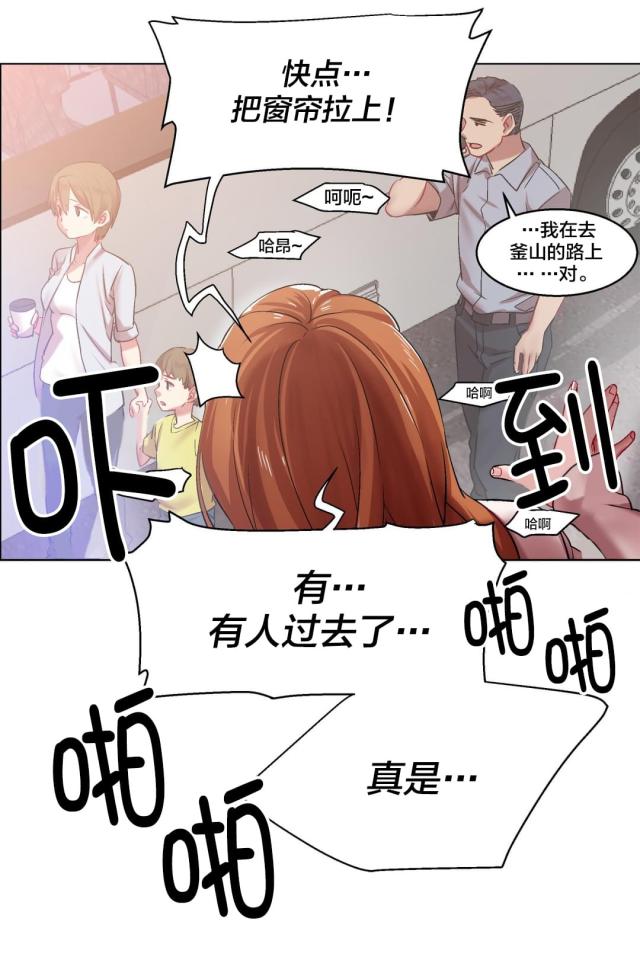 快点…
把窗帘拉上！
呵呃~
哈昂~
…我在去
釜山的路上
… …对。
吓到
哈啊
哈啊
有…
有人过去了…
啪
啪
真是…
啪
啪